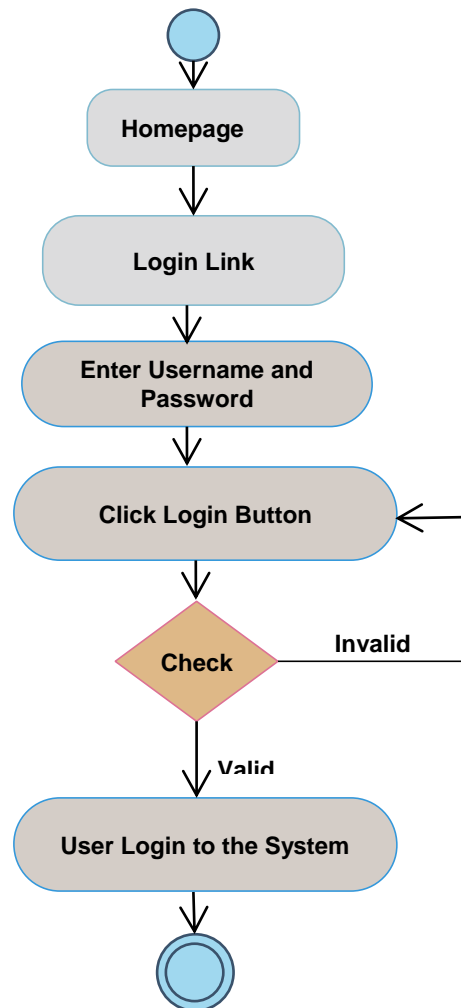 Homepage
Login Link
Enter Username and
Password
Click Login Button
Check
Invalid
Valid
User Login to the System